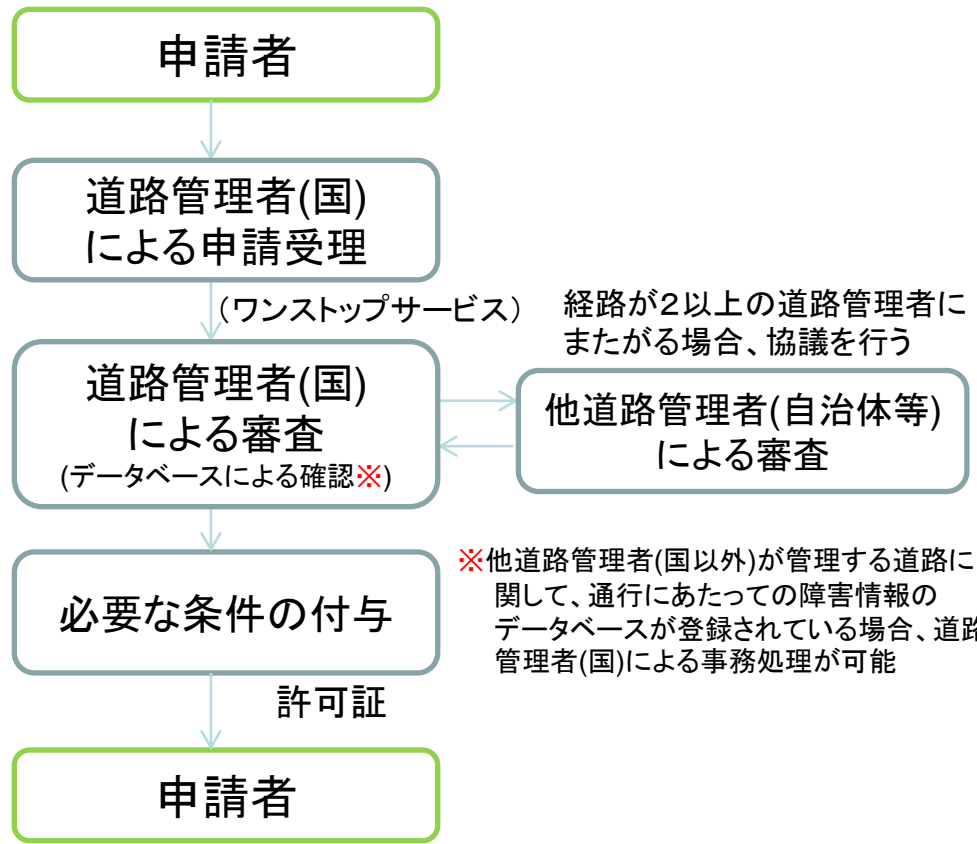 申請者
道路管理者(国)
による申請受理
（ワンストップサービス）
経路が２以上の道路管理者に
またがる場合、協議を行う
道路管理者(国)
による審査
(データベースによる確認※)
他道路管理者(自治体等)
による審査
必要な条件の付与
※他道路管理者(国以外)が管理する道路に
関して、通行にあたっての障害情報の
データベースが登録されている場合、道路
管理者(国)による事務処理が可能
許可証
申請者